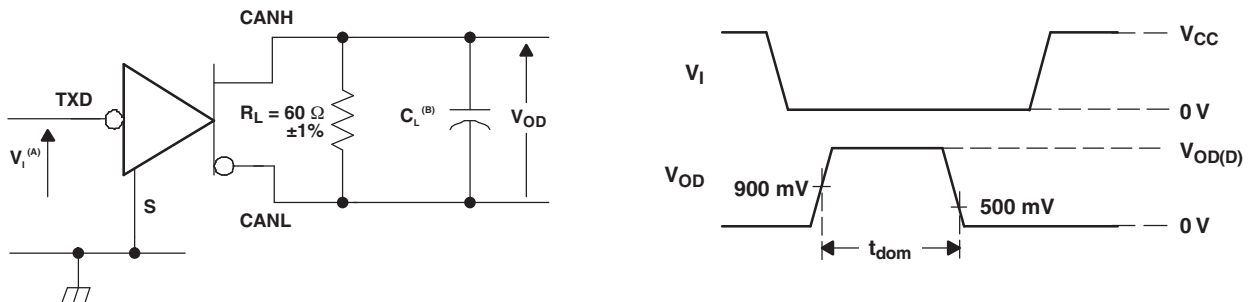 CANH
TXD
V_I (A)
S
R_L = 60 Ω
±1%
C_L (B)
V_OD
CANL
V_I
V_CC
0 V
V_OD
900 mV
V_OD(D)
500 mV
0 V
t_dom